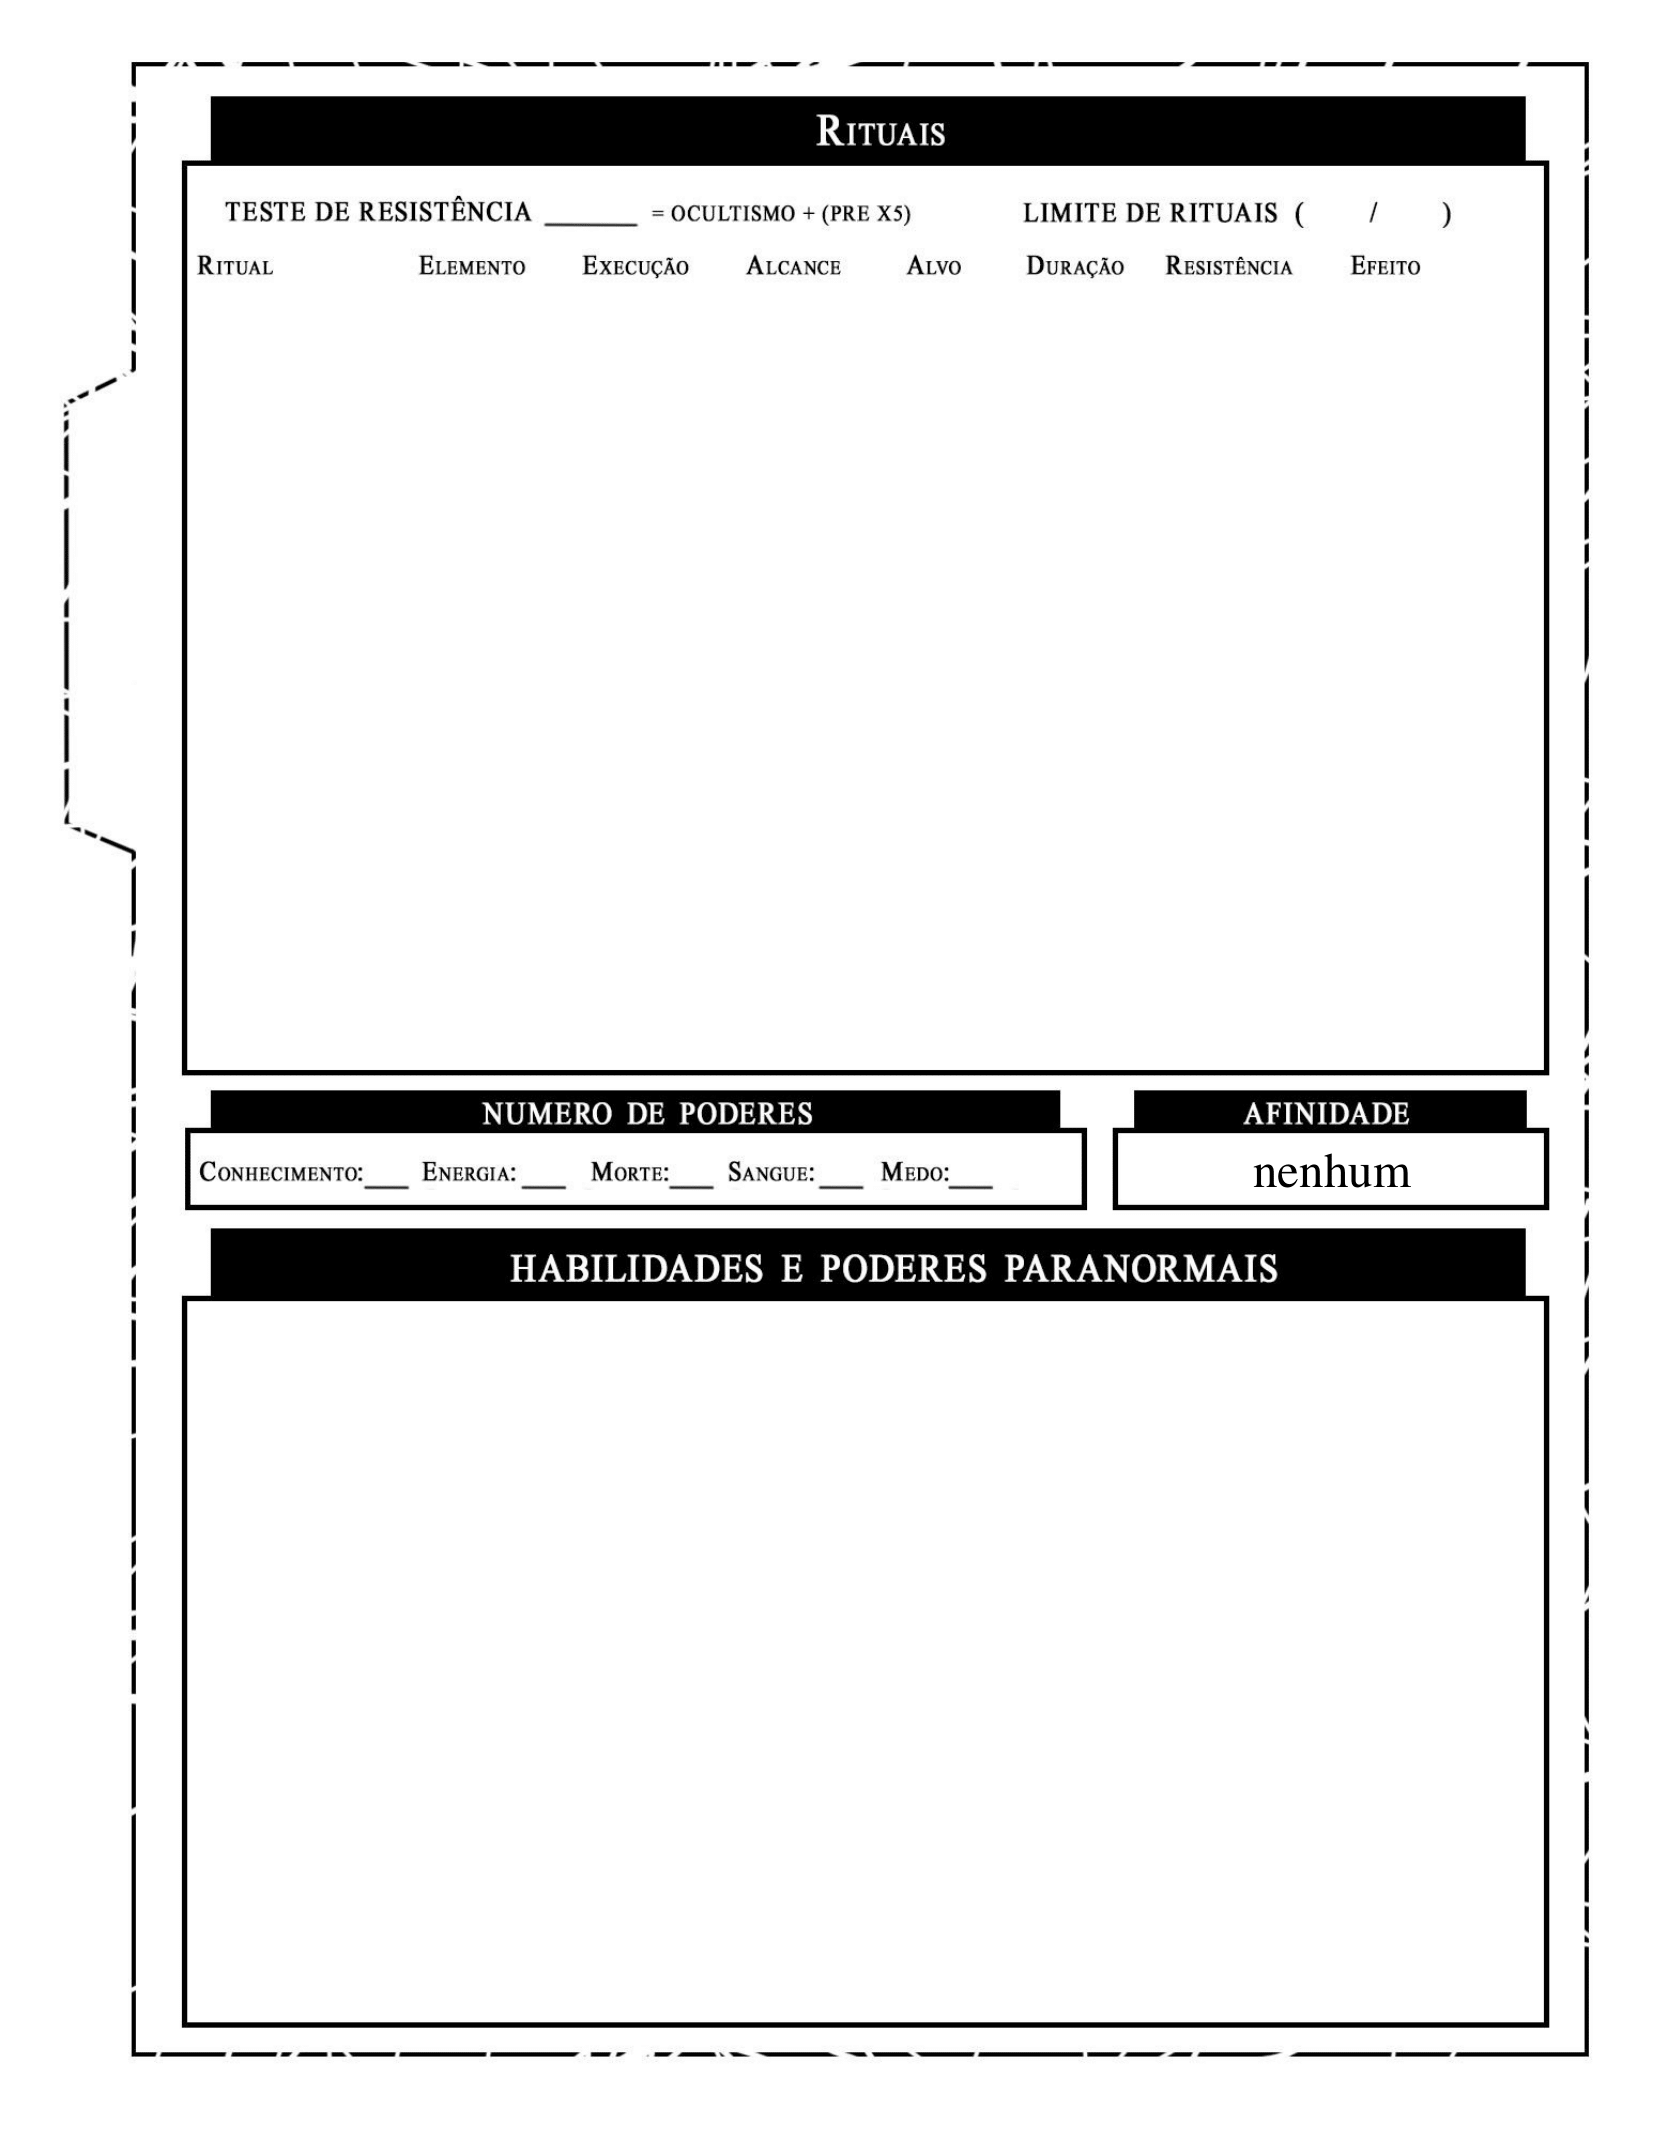 RITUAIS
TESTE DE RESISTÊNCIA ______ = OCULTISMO + (PRE X5) LIMITE DE RITUAIS ( / )
RITUAL ELEMENTO EXECUÇÃO ALCANCE ALVO DURAÇÃO RESISTÊNCIA EFEITO
NUMERO DE PODERES AFINIDADE
CONHECIMENTO:___ ENERGIA: ___ MORTE:___ SANGUE: ___ MEDO:___ nenhum
HABILIDADES E PODERES PARANORMAIS